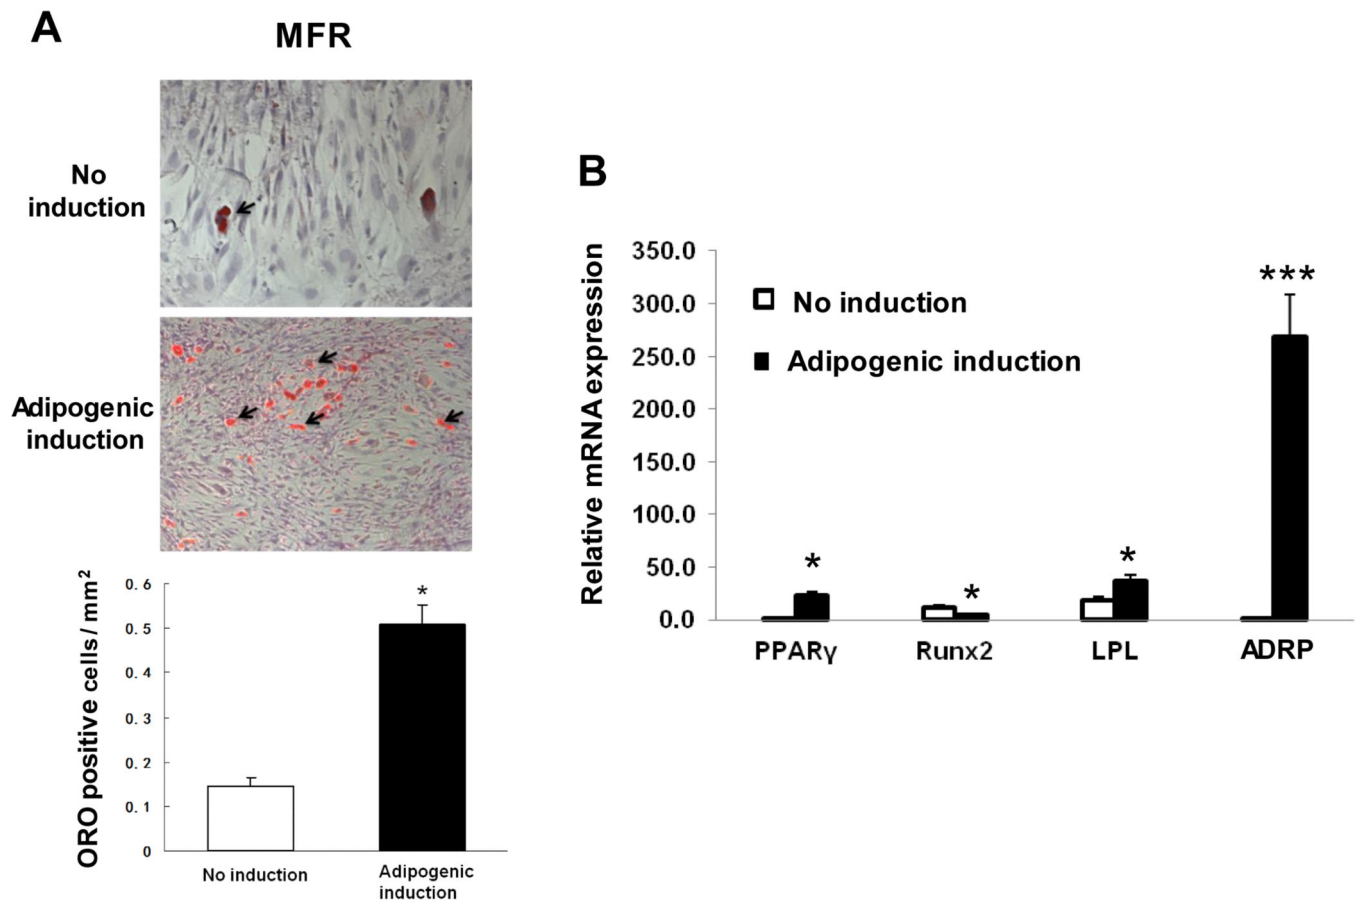 A
MFR
No
induction
Adipogenic
induction
ORO positive cells / mm²
0. 6
0. 5
0. 4
0. 3
0. 2
0. 1
0
*
No induction
Adipogenic
induction
B
Relative mRNA expression
350.0
300.0
250.0
200.0
150.0
100.0
50.0
0.0
No induction
Adipogenic induction
*
*
*
***
PPARγ
Runx2
LPL
ADRP